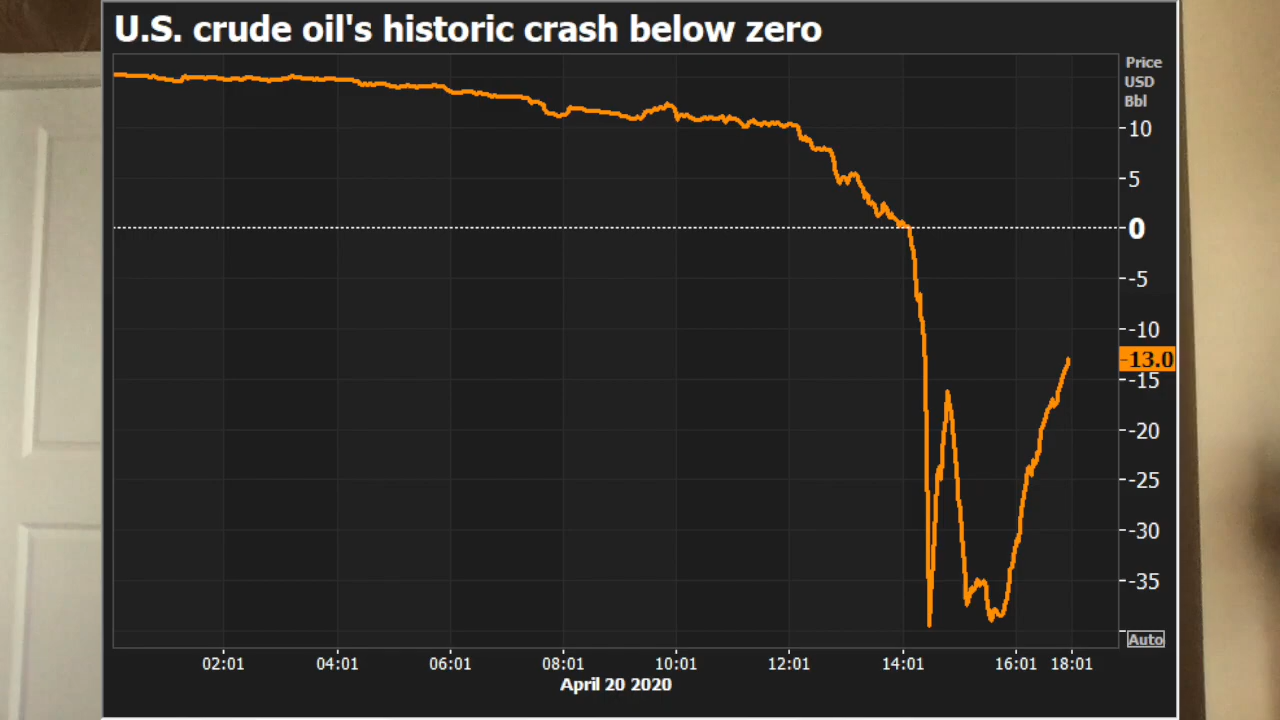 U.S. crude oil's historic crash below zero
Price
USD
Bbl
10
5
0
-5
-10
-13.0
-15
-20
-25
-30
-35
Auto
02:01 04:01 06:01 08:01 10:01 12:01 14:01 16:01 18:01
April 20 2020